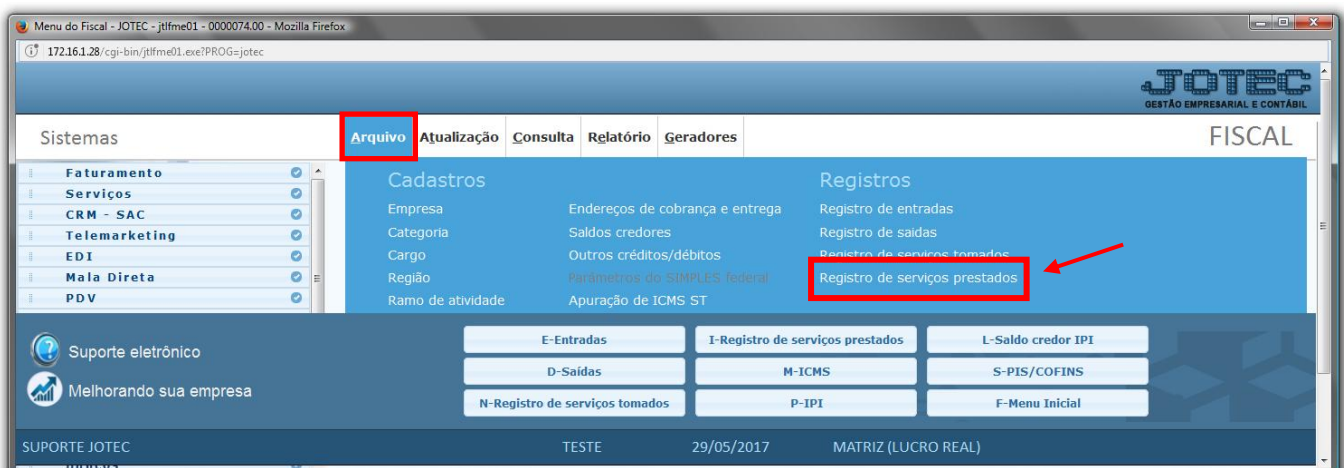 Menu do Fiscal - JOTEC - jtlfme01 - 0000074.00 - Mozilla Firefox
172.16.1.28/cgi-bin/jtlfme01.exe?PROG=jotec
JOTEC
GESTÃO EMPRESARIAL E CONTÁBIL
Sistemas
Arquivo Atualização Consulta Relatório Geradores
FISCAL
Faturamento
Serviços
CRM - SAC
Telemarketing
EDI
Mala Direta
PDV
Cadastros
Empresa
Categoria
Cargo
Região
Ramo de atividade
Endereços de cobrança e entrega
Saldos credores
Outros créditos/débitos
Parâmetros do SIMPLES federal
Apuração de ICMS ST
Registros
Registro de entradas
Registro de saidas
Registro de serviços tomados
Registro de serviços prestados
Suporte eletrônico
Melhorando sua empresa
E-Entradas I-Registro de serviços prestados L-Saldo credor IPI
D-Saídas M-ICMS S-PIS/COFINS
N-Registro de serviços tomados P-IPI F-Menu Inicial
SUPORTE JOTEC TESTE 29/05/2017 MATRIZ (LUCRO REAL)